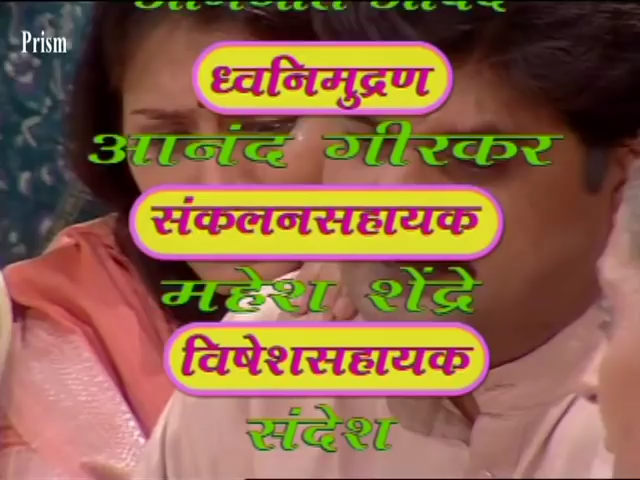 Prism
ध्वनिमुद्रण
आनंद गीरकर
संकलनसहायक
महेश शेंद्रे
विषेशसहायक
संदेश